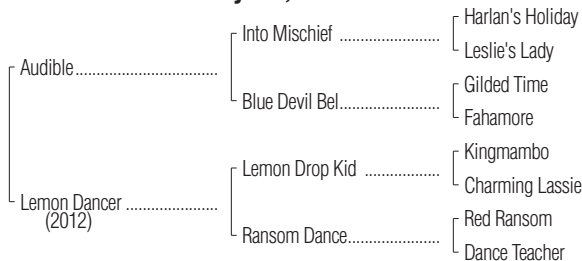 Harlan's Holiday
Into Mischief
Leslie's Lady
Audible
Gilded Time
Blue Devil Bel
Fahamore
Kingmambo
Lemon Drop Kid
Charming Lassie
Lemon Dancer
(2012)
Red Ransom
Ransom Dance
Dance Teacher